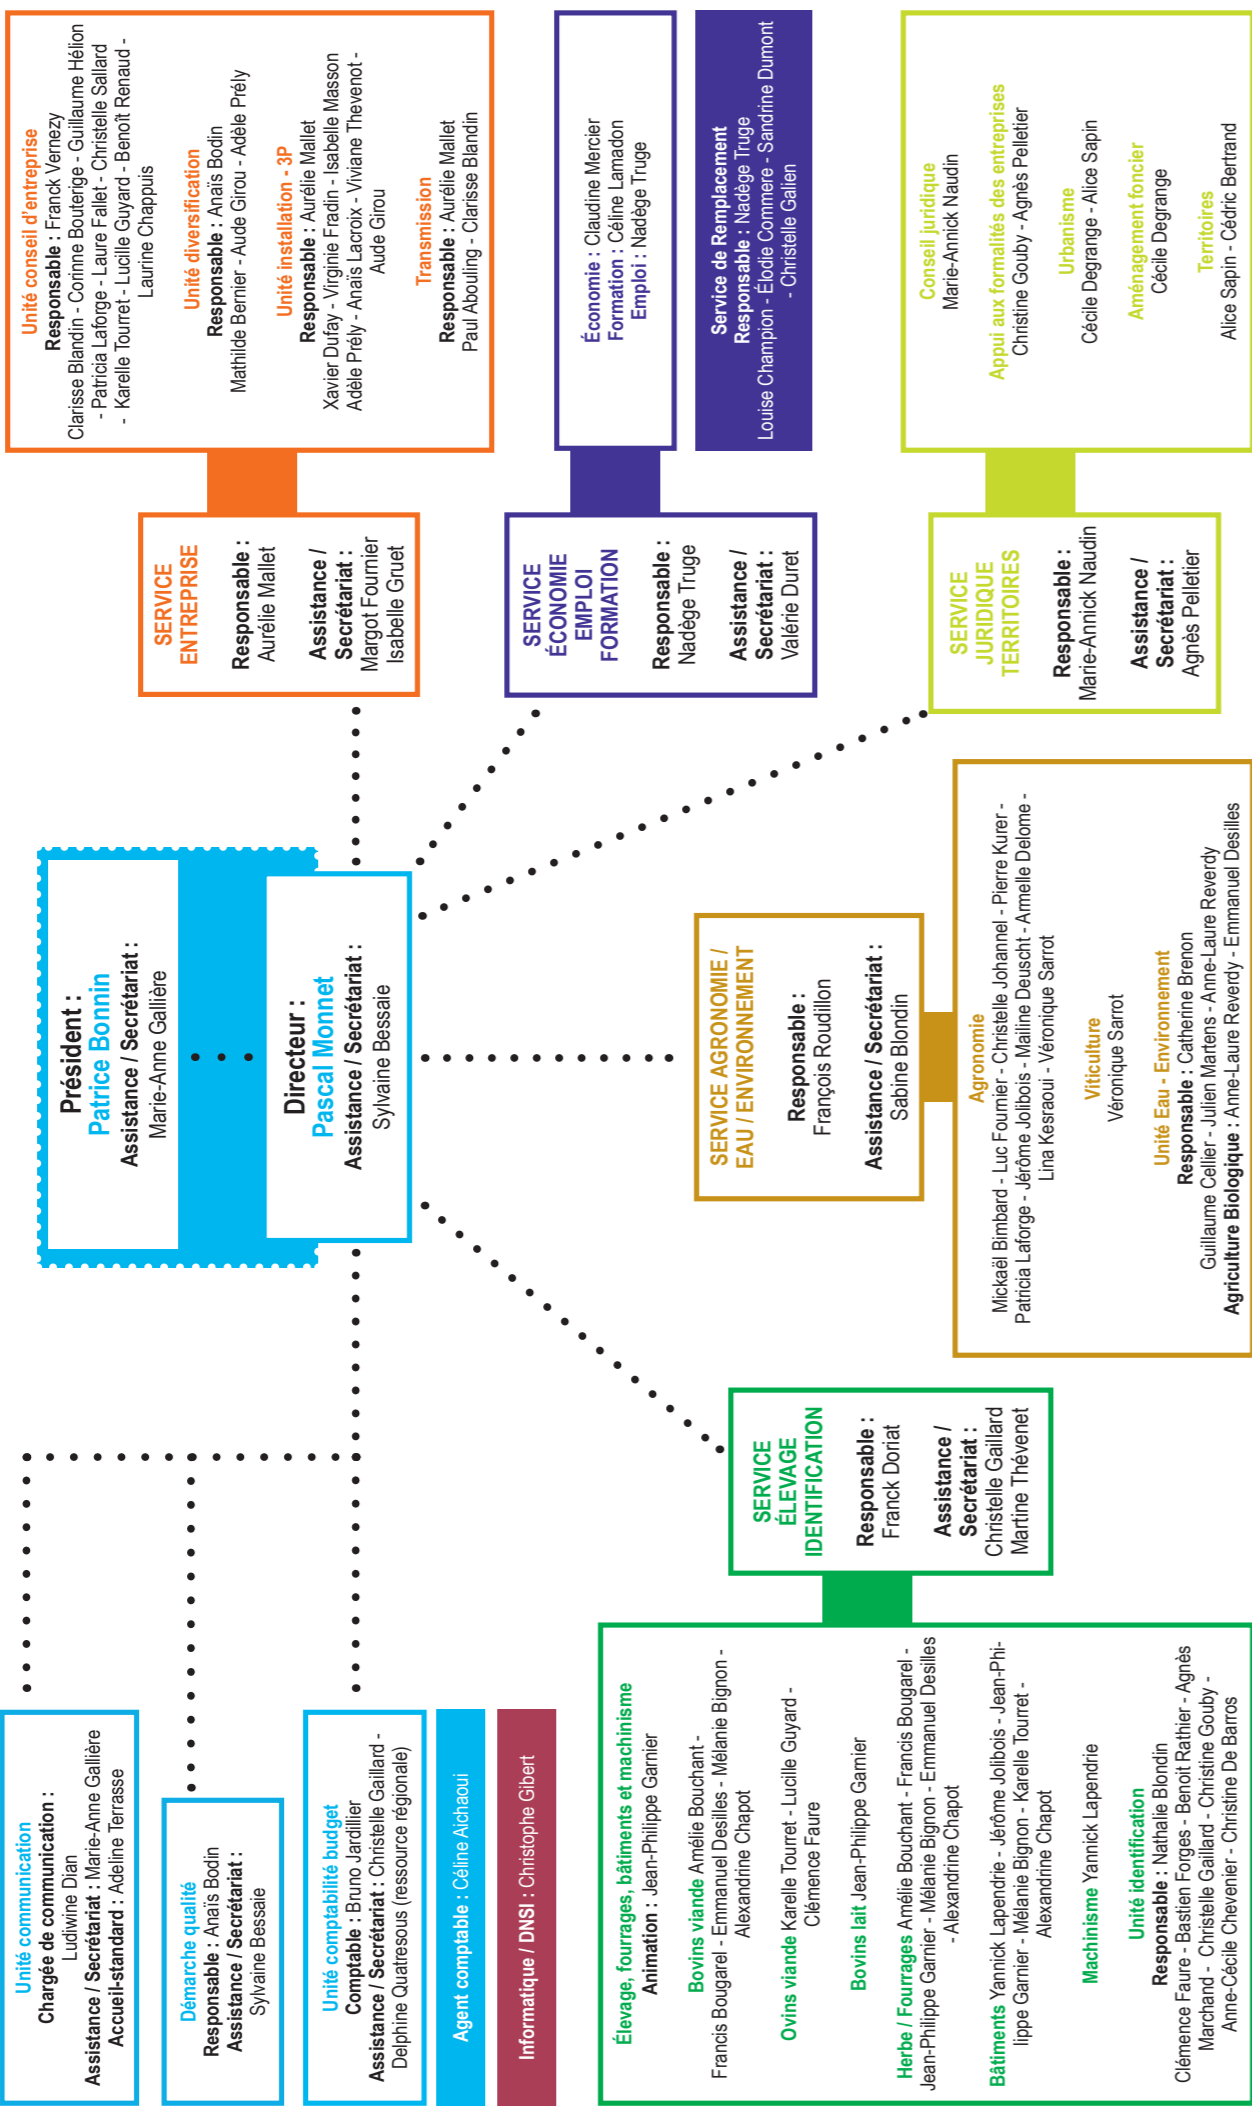 Unité communication
Chargée de communication :
Ludiwine Dian
Assistance / Secrétariat : Marie-Anne Gallière
Accueil-standard : Adeline Terrasse
Démarche qualité
Responsable : Anaïs Bodin
Assistance / Secrétariat :
Sylvaine Bessaie
Unité comptabilité budget
Comptable : Bruno Jardillier
Assistance / Secrétariat : Christelle Gaillard -
Delphine Quatresous (ressource régionale)
Agent comptable : Céline Aichaoui
Informatique / DNSI : Christophe Gibert
Président :
Patrice Bonnin
Assistance / Secrétariat :
Marie-Anne Gallière
Directeur :
Pascal Monnet
Assistance / Secrétariat :
Sylvaine Bessaie
SERVICE
ENTREPRISE
Responsable :
Aurélie Mallet
Assistance /
Secrétariat :
Margot Fournier
Isabelle Gruet
Unité conseil d'entreprise
Responsable : Franck Vernezy
Clarisse Blandin - Corinne Bouterige - Guillaume Hélion
- Patricia Laforge - Laure Fallet - Christelle Sallard
- Karelle Tourret - Lucille Guyard - Benoît Renaud -
Laurine Chappuis
Unité diversification
Responsable : Anaïs Bodin
Mathilde Bernier - Aude Girou - Adèle Prély
Unité installation - 3P
Responsable : Aurélie Mallet
Xavier Dufay - Virginie Fradin - Isabelle Masson
Adèle Prély - Anaïs Lacroix - Viviane Thevenot -
Aude Girou
Transmission
Responsable : Aurélie Mallet
Paul Abouling - Clarisse Blandin
SERVICE
ÉCONOMIE
EMPLOI
FORMATION
Responsable :
Nadège Truge
Assistance /
Secrétariat :
Valérie Duret
Économie : Claudine Mercier
Formation : Céline Lamadon
Emploi : Nadège Truge
Service de Remplacement
Responsable : Nadège Truge
Louise Champion - Elodie Commere - Sandrine Dumont
- Christelle Galien
SERVICE
JURIDIQUE
TERRITOIRES
Responsable :
Marie-Annick Naudin
Assistance /
Secrétariat :
Agnès Pelletier
Conseil juridique
Marie-Annick Naudin
Appui aux formalités des entreprises
Christine Gouby - Agnès Pelletier
Urbanisme
Cécile Degrange - Alice Sapin
Aménagement foncier
Cécile Degrange
Territoires
Alice Sapin - Cédric Bertrand
SERVICE AGRONOMIE /
EAU / ENVIRONNEMENT
Responsable :
François Roudillon
Assistance / Secrétariat :
Sabine Blondin
Agronomie
Mickaël Bimbard - Luc Fournier - Christelle Johannel - Pierre Kurer -
Patricia Laforge - Jérôme Jolibois - Maïline Deuscht - Armelle Delome -
Lina Kesraoui - Véronique Sarrot
Viticulture
Véronique Sarrot
Unité Eau - Environnement
Responsable : Catherine Brenon
Guillaume Cellier - Julien Martens - Anne-Laure Reverdy
Agriculture Biologique : Anne-Laure Reverdy - Emmanuel Desilles
SERVICE
ÉLEVAGE
IDENTIFICATION
Responsable :
Franck Doriat
Assistance /
Secrétariat :
Christelle Gaillard
Martine Thévenet
Élevage, fourrages, bâtiments et machinisme
Animation : Jean-Philippe Garnier
Bovins viande Amélie Bouchant -
Francis Bougarel - Emmanuel Desilles - Mélanie Bignon -
Alexandrine Chapot
Ovins viande Karelle Tourret - Lucille Guyard -
Clémence Faure
Bovins lait Jean-Philippe Garnier
Herbe / Fourrages Amélie Bouchant - Francis Bougarel -
Jean-Philippe Garnier - Mélanie Bignon - Emmanuel Desilles
- Alexandrine Chapot
Bâtiments Yannick Lapendrie - Jérôme Jolibois - Jean-Phi-
lippe Garnier - Mélanie Bignon - Karelle Tourret -
Alexandrine Chapot
Machinisme Yannick Lapendrie
Unité identification
Responsable : Nathalie Blondin
Clémence Faure - Bastien Forges - Benoit Rathier - Agnès
Marchand - Christelle Gaillard - Christine Gouby -
Anne-Cécile Chevenier - Christine De Barros